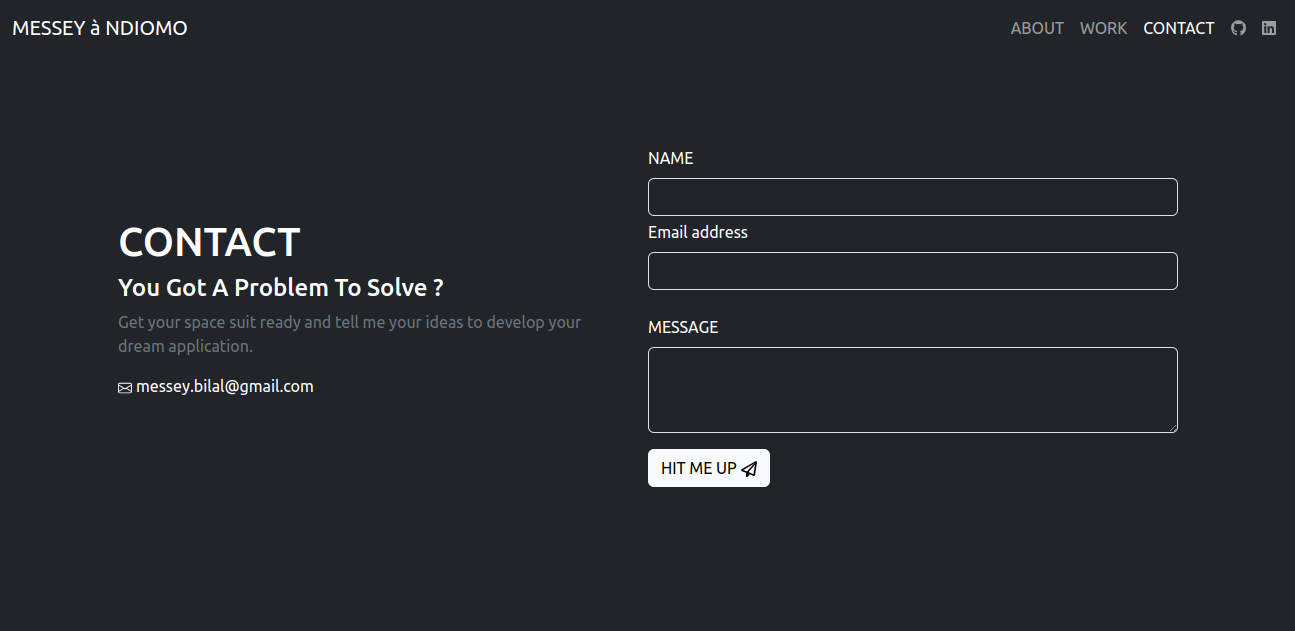 MESSEY à NDIOMO
ABOUT WORK CONTACT
CONTACT
You Got A Problem To Solve ?
Get your space suit ready and tell me your ideas to develop your
dream application.
messey.bilal@gmail.com
NAME
Email address
MESSAGE
HIT ME UP